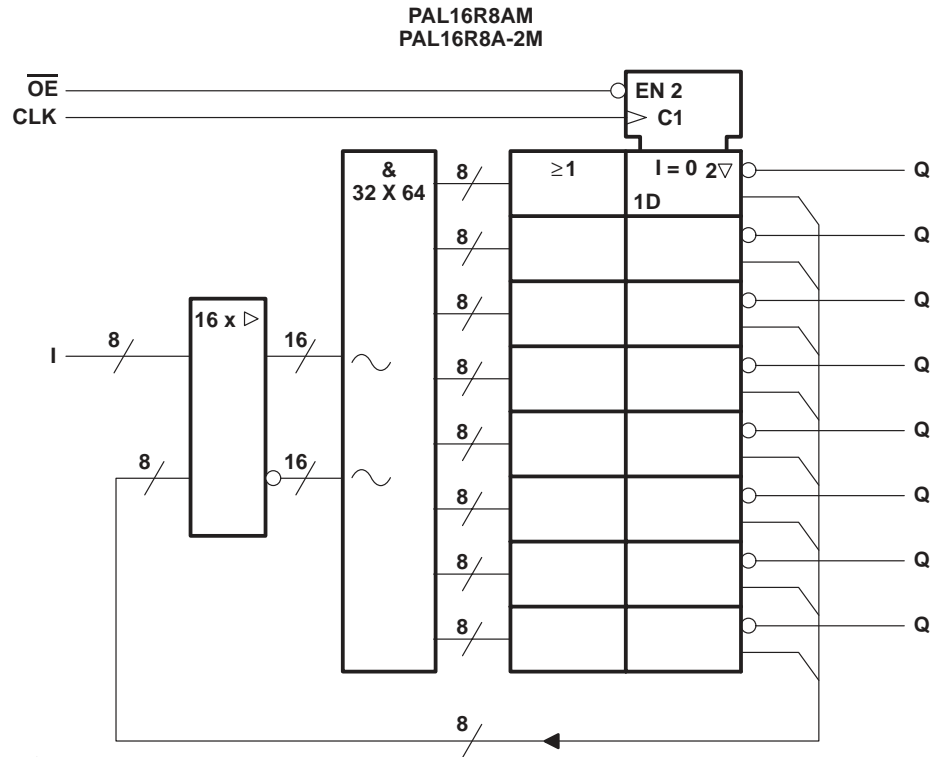 PAL16R8AM
PAL16R8A-2M
OE
EN 2
CLK
C1
&
32 X 64
8
≥1
I = 0 2▽
1D
Q
8
Q
8
Q
16 x ▷
8
16
I
8
Q
8
16
8
Q
8
Q
8
Q
8
Q
8